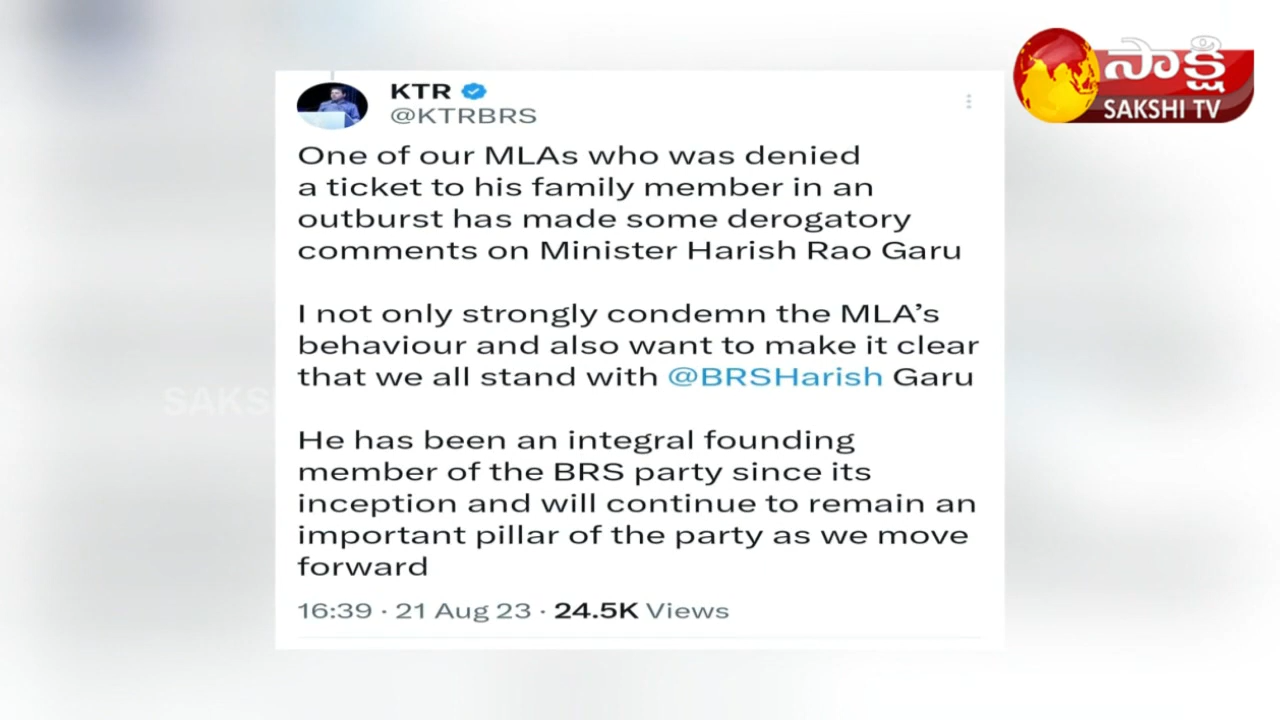 సాక్షి
SAKSHI TV
KTR
@KTRBRS
One of our MLAs who was denied
a ticket to his family member in an
outburst has made some derogatory
comments on Minister Harish Rao Garu
I not only strongly condemn the MLA’s
behaviour and also want to make it clear
that we all stand with @BRSHarish Garu
He has been an integral founding
member of the BRS party since its
inception and will continue to remain an
important pillar of the party as we move
forward
16:39 · 21 Aug 23 · 24.5K Views
SAKS